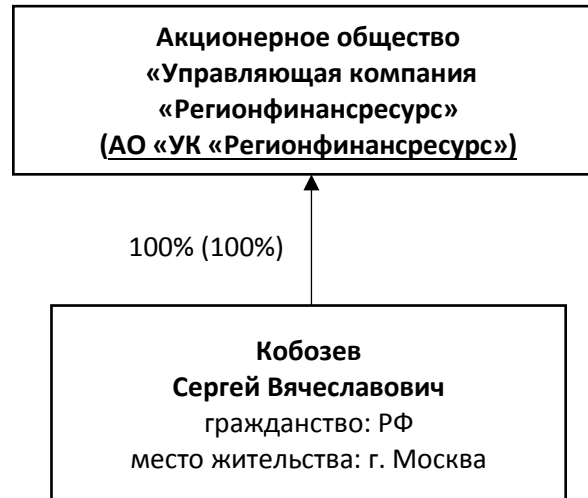 Акционерное общество
«Управляющая компания
«Регионфинансресурс»
(АО «УК «Регионфинансресурс»)
100% (100%)
Кобозев
Сергей Вячеславович
гражданство: РФ
место жительства: г. Москва